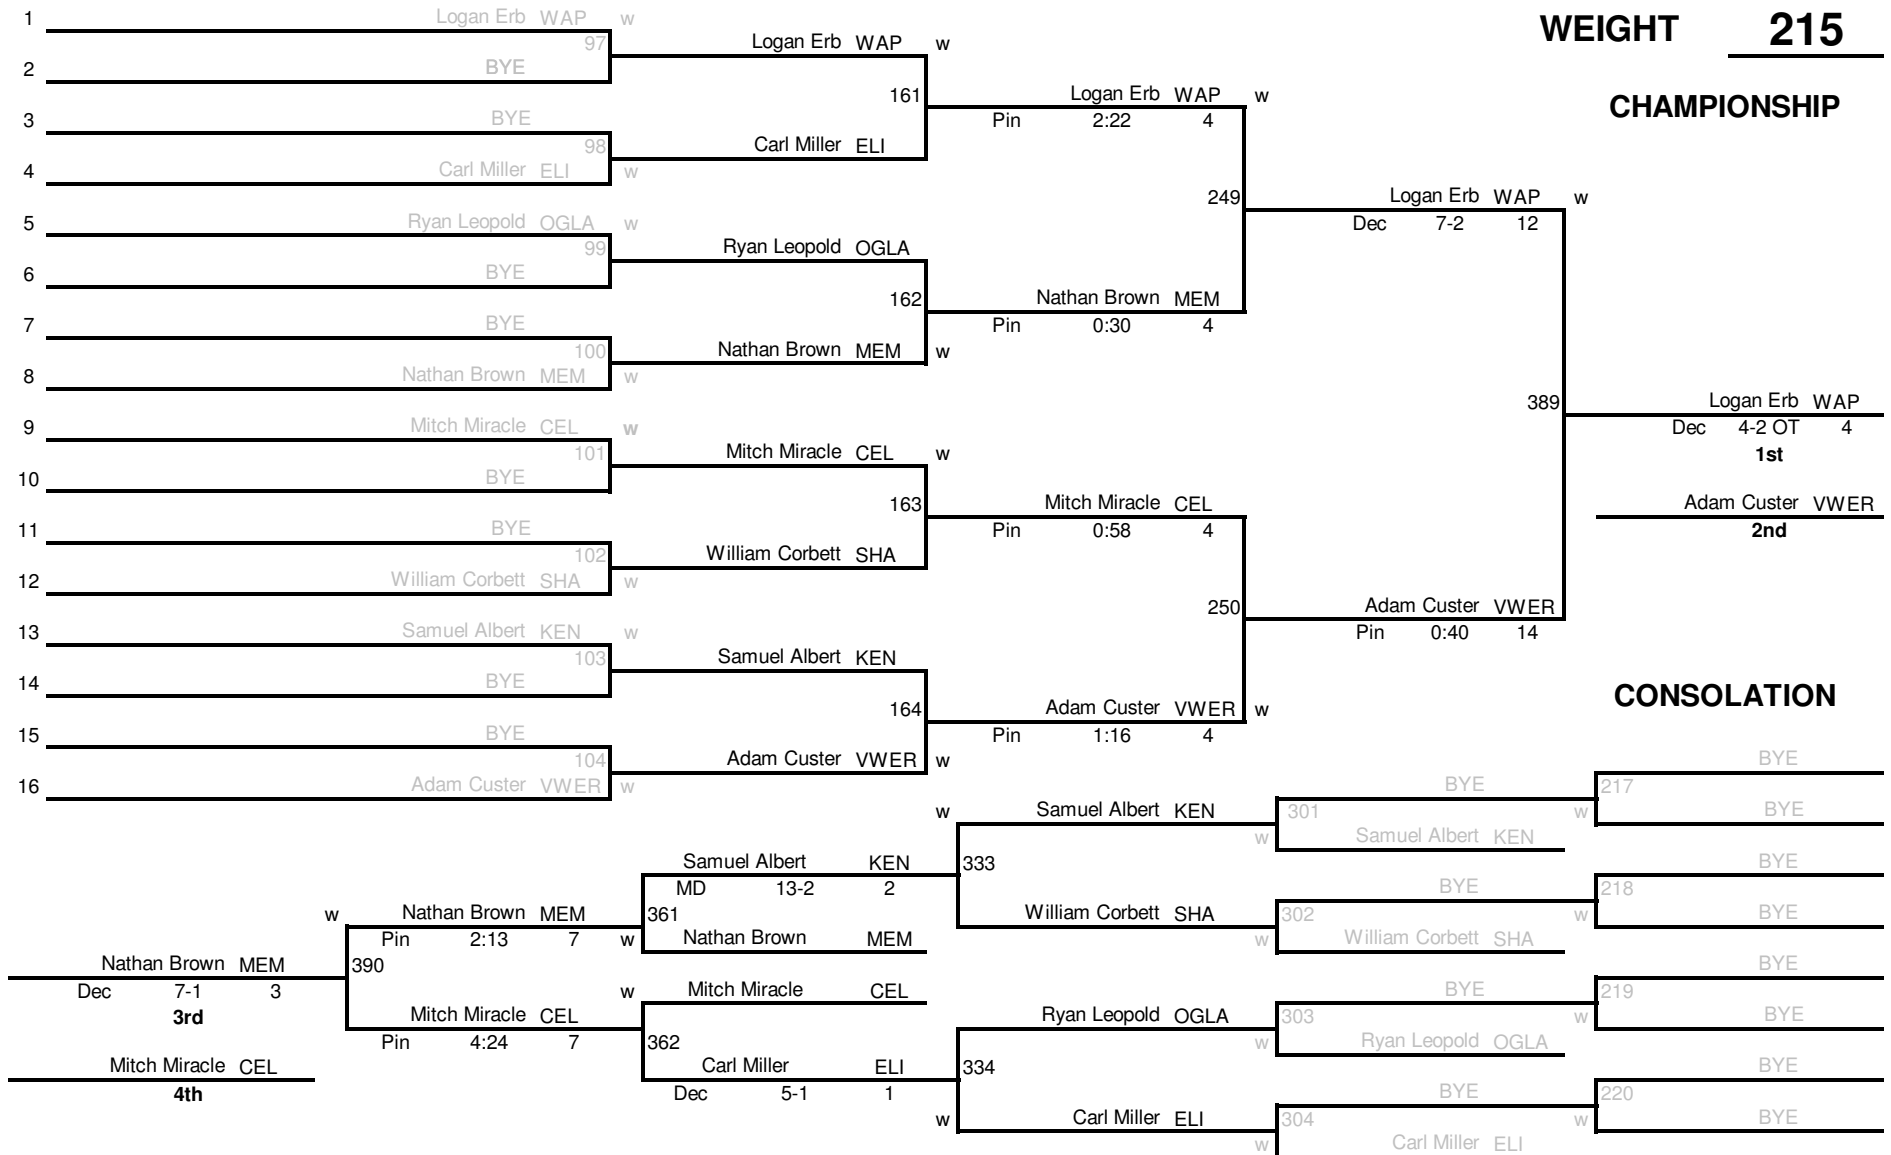 1 Logan Erb WAP w
97
2 BYE
Logan Erb WAP w
3 BYE
98
4 Carl Miller ELI w
161
Carl Miller ELI
5 Ryan Leopold OGLA w
99
6 BYE
Ryan Leopold OGLA
7 BYE
100
8 Nathan Brown MEM w
162
Nathan Brown MEM w
9 Mitch Miracle CEL w
101
10 BYE
Mitch Miracle CEL w
11 BYE
102
12 William Corbett SHA w
163
William Corbett SHA
13 Samuel Albert KEN w
103
14 BYE
Samuel Albert KEN
15 BYE
104
16 Adam Custer VWER w
164
Adam Custer VWER w
Logan Erb WAP w
Pin 2:22 4
249
Nathan Brown MEM
Pin 0:30 4
Mitch Miracle CEL
Pin 0:58 4
250
Adam Custer VWER w
Pin 1:16 4
Logan Erb WAP w
Dec 7-2 12
389
Adam Custer VWER
Pin 0:40 14
WEIGHT 215
CHAMPIONSHIP
Logan Erb WAP
Dec 4-2 OT 4
1st
Adam Custer VWER
2nd
CONSOLATION
BYE
217
w BYE
BYE
218
w BYE
BYE
219
w BYE
BYE
220
w BYE
BYE
301
w Samuel Albert KEN
BYE
302
w William Corbett SHA
BYE
303
w Ryan Leopold OGLA
BYE
304
w Carl Miller ELI
w Samuel Albert KEN
333
William Corbett SHA
Ryan Leopold OGLA
334
w Carl Miller ELI
Samuel Albert KEN
MD 13-2 2
361
w Nathan Brown MEM
w Mitch Miracle CEL
362
Carl Miller ELI
Dec 5-1 1
w Nathan Brown MEM
Pin 2:13 7
390
Mitch Miracle CEL
Pin 4:24 7
Nathan Brown MEM
Dec 7-1 3
3rd
Mitch Miracle CEL
4th